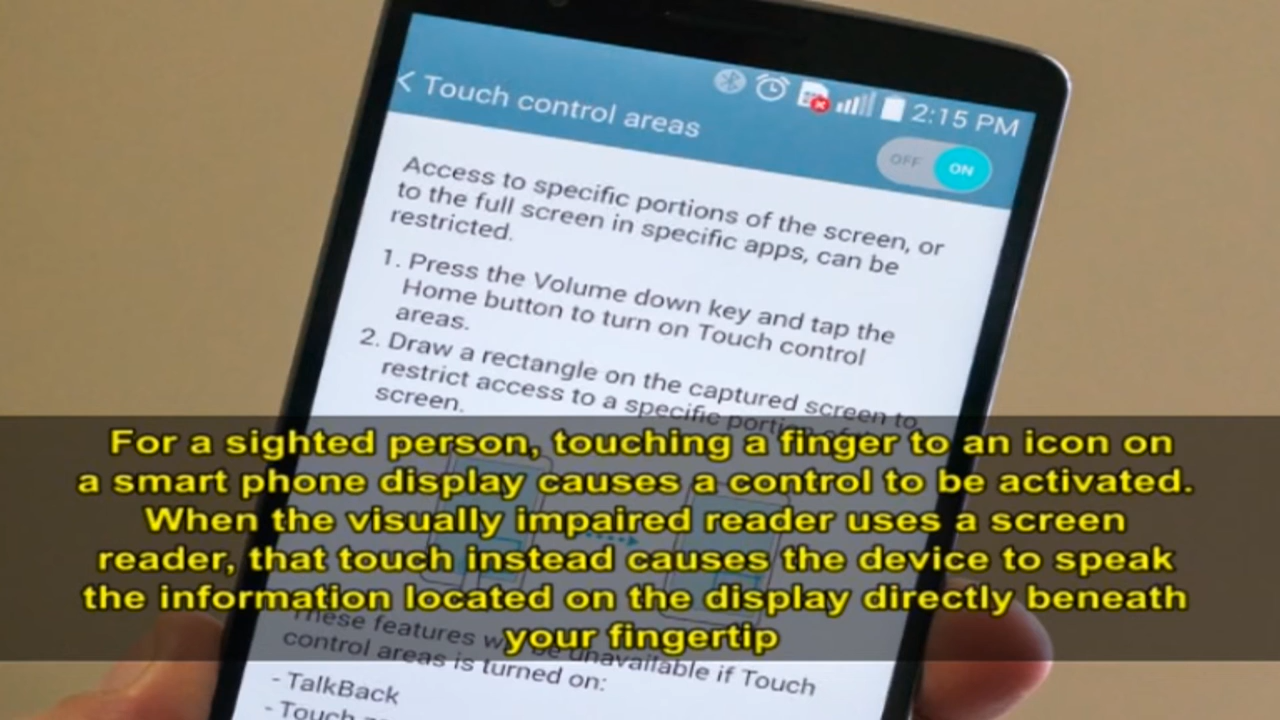 2:15 PM
Touch control areas
OFF ON
Access to specific portions of the screen, or
to the full screen in specific apps, can be
restricted.
1. Press the Volume down key and tap the
Home button to turn on Touch control
areas.
2. Draw a rectangle on the captured screen to
restrict access to a specific portion of
screen.
For a sighted person, touching a finger to an icon on
a smart phone display causes a control to be activated.
When the visually impaired reader uses a screen
reader, that touch instead causes the device to speak
the information located on the display directly beneath
your fingertip
These features will be unavailable if Touch
control areas is turned on:
- TalkBack
- Touch